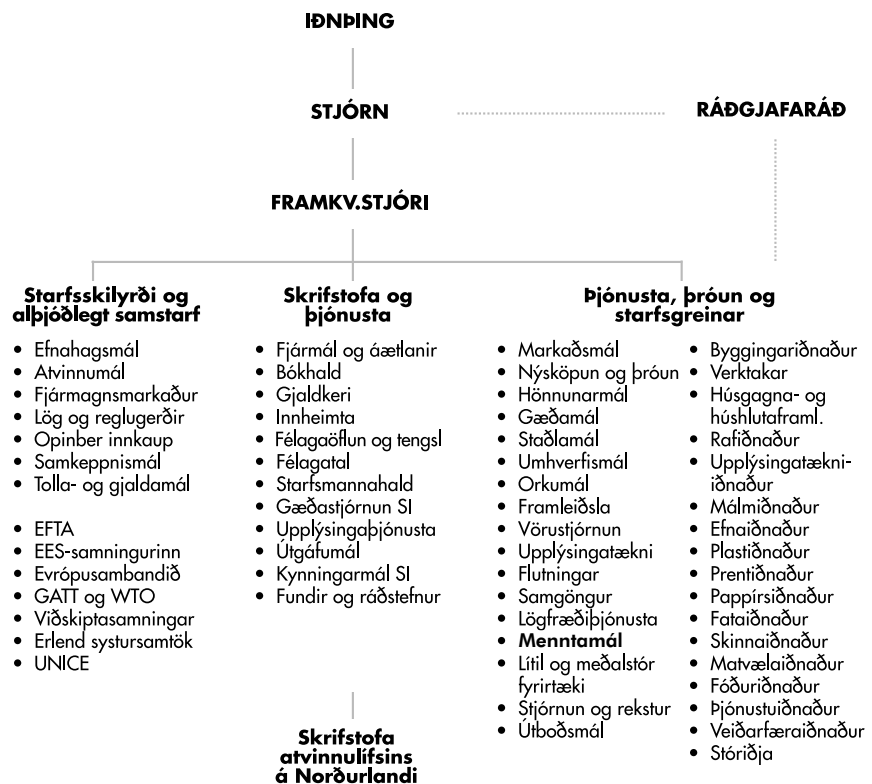 IÐNÞING
STJÓRN
RÁÐGJAFARÁÐ
FRAMKV.STJÓRI
Starfsskilyrði og
alþjóðlegt samstarf
• Efnahagsmál
• Atvinnumál
• Fjármagnsmarkaður
• Lög og reglugerðir
• Opinber innkaup
• Samkeppnismál
• Tolla- og gjaldamál
• EFTA
• EES-samningurinn
• Evrópusambandið
• GATT og WTO
• Viðskiptasamningar
• Erlend systursamtök
• UNICE
Skrifstofa og
þjónusta
• Fjármál og áætlanir
• Bókhald
• Gjaldkeri
• Innheimta
• Félagaöflun og tengsl
• Félagatal
• Starfsmannahald
• Gæðastjórnun SI
• Upplýsingaþjónusta
• Útgáfumál
• Kynningarmál SI
• Fundir og ráðstefnur
Skrifstofa
atvinnulífsins
á Norðurlandi
Þjónusta, þróun og
starfsgreinar
• Markaðsmál
• Nýsköpun og þróun
• Hönnunarmál
• Gæðamál
• Staðlamál
• Umhverfismál
• Orkumál
• Framleiðsla
• Vörustjórnun
• Upplýsingatækni
• Flutningar
• Samgöngur
• Lögfræðiþjónusta
• Menntamál
• Lítil og meðalstór
fyrirtæki
• Stjórnun og rekstur
• Útboðsmál
• Byggingariðnaður
• Verktakar
• Húsgagna- og
húshlutaframl.
• Rafiðnaður
• Upplýsingatækni-
iðnaður
• Málmiðnaður
• Efnaiðnaður
• Plastiðnaður
• Prentiðnaður
• Pappírsiðnaður
• Fataiðnaður
• Skinnaiðnaður
• Matvælaiðnaður
• Fóðuriðnaður
• Þjónustuiðnaður
• Veiðarfæraiðnaður
• Stóriðja